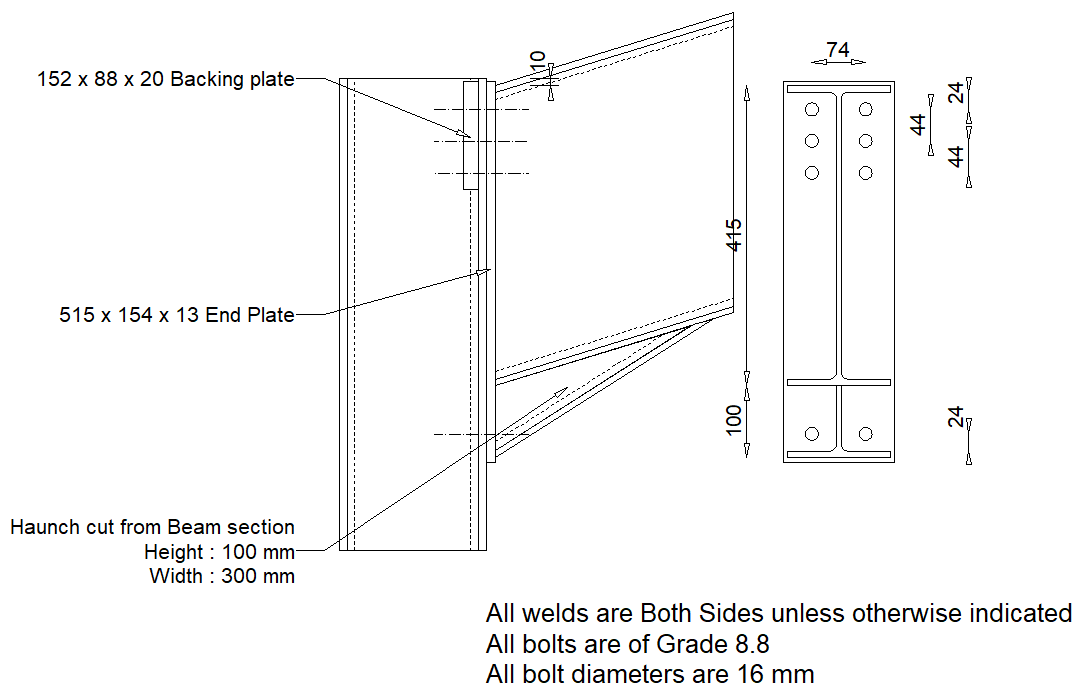 152 x 88 x 20 Backing plate
10
74
24
44
44
415
515 x 154 x 13 End Plate
100
24
Haunch cut from Beam section
Height : 100 mm
Width : 300 mm
All welds are Both Sides unless otherwise indicated
All bolts are of Grade 8.8
All bolt diameters are 16 mm